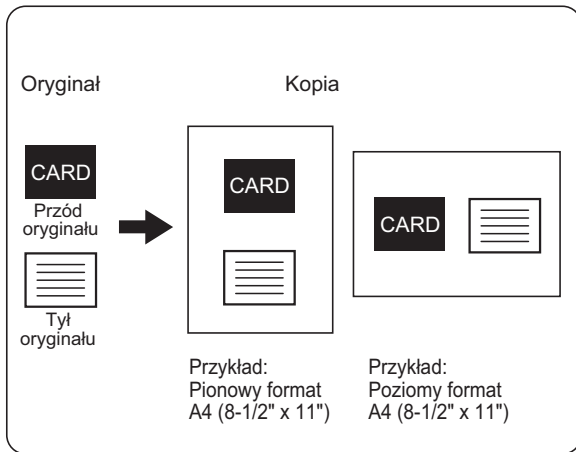 Oryginał
Kopia
CARD
Przód
oryginału
Tył
oryginału
CARD
CARD
Przykład:
Pionowy format
A4 (8-1/2" x 11")
Przykład:
Poziomy format
A4 (8-1/2" x 11")